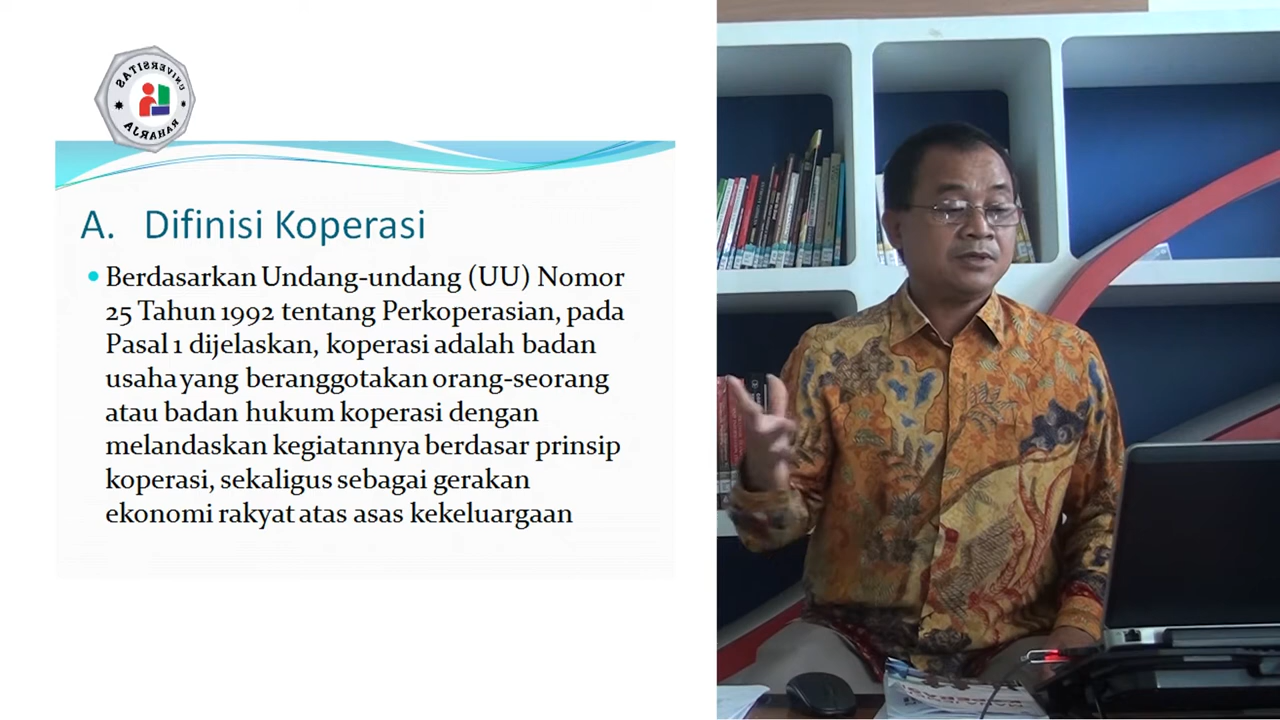 UNIVERSITAS
RAHARJA
A. Difinisi Koperasi
• Berdasarkan Undang-undang (UU) Nomor
25 Tahun 1992 tentang Perkoperasian, pada
Pasal 1 dijelaskan, koperasi adalah badan
usaha yang beranggotakan orang-seorang
atau badan hukum koperasi dengan
melandaskan kegiatannya berdasar prinsip
koperasi, sekaligus sebagai gerakan
ekonomi rakyat atas asas kekeluargaan